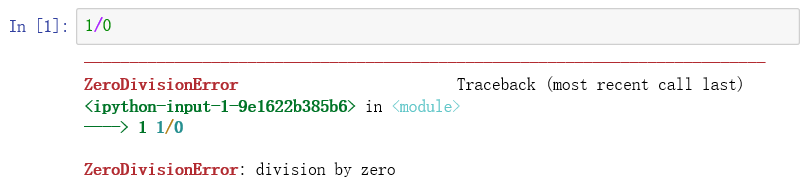 In [1]: 1/0
ZeroDivisionError Traceback (most recent call last)
<ipython-input-1-9e1622b385b6> in <module>
----> 1 1/0
ZeroDivisionError: division by zero